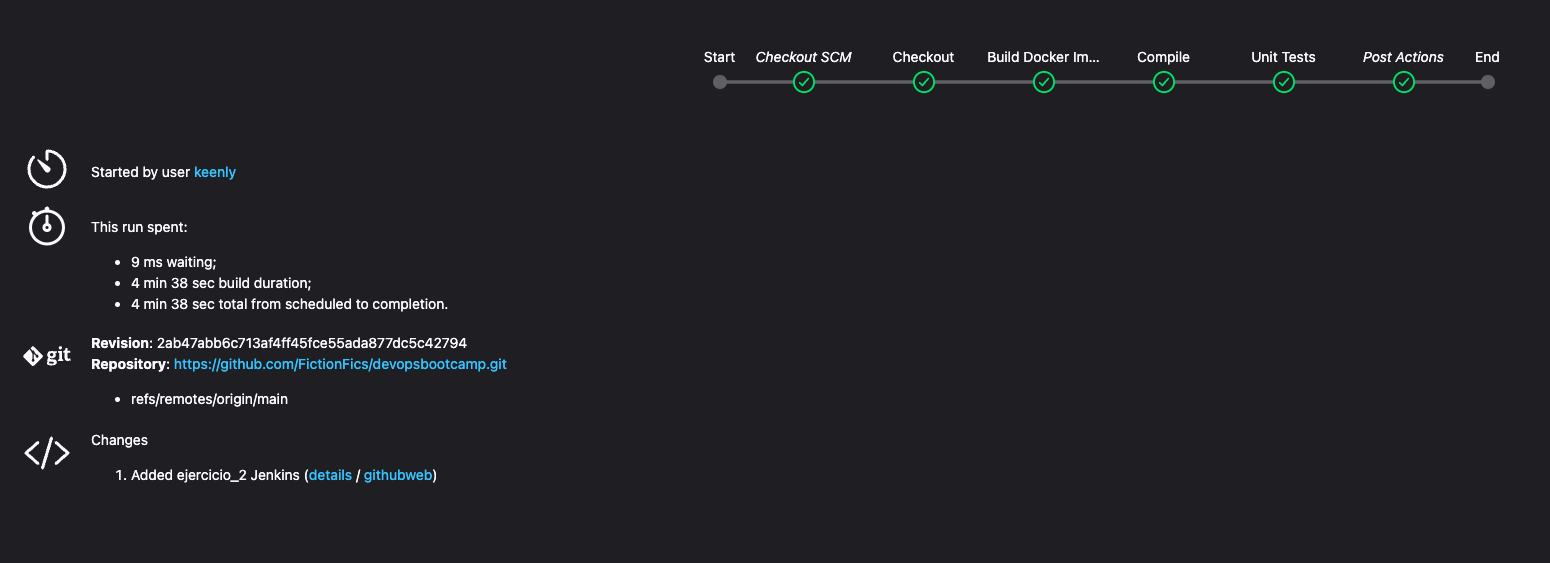 Start Checkout SCM Checkout Build Docker Im... Compile Unit Tests Post Actions End
Started by user keenly
This run spent:
• 9 ms waiting;
• 4 min 38 sec build duration;
• 4 min 38 sec total from scheduled to completion.
git
Revision: 2ab47abb6c713af4ff45fce55ada877dc5c42794
Repository: https://github.com/FictionFics/devopsbootcamp.git
• refs/remotes/origin/main
Changes
1. Added ejercicio_2 Jenkins (details / githubweb)